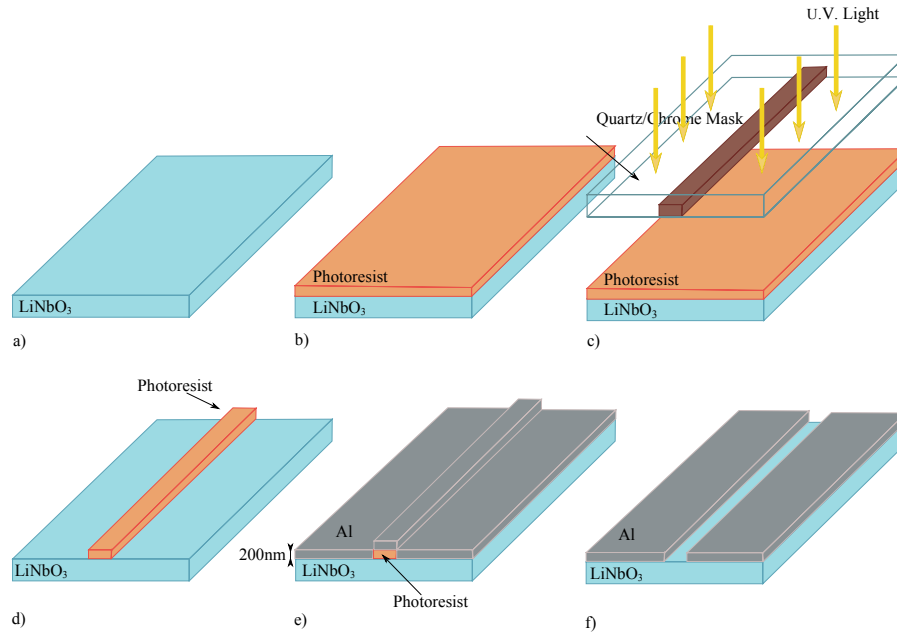 U.V. Light
Quartz/Chrome Mask
LiNbO₃
a)
Photoresist
LiNbO₃
b)
Photoresist
LiNbO₃
c)
Photoresist
LiNbO₃
d)
Al
200nm
LiNbO₃
Photoresist
e)
Al
LiNbO₃
f)